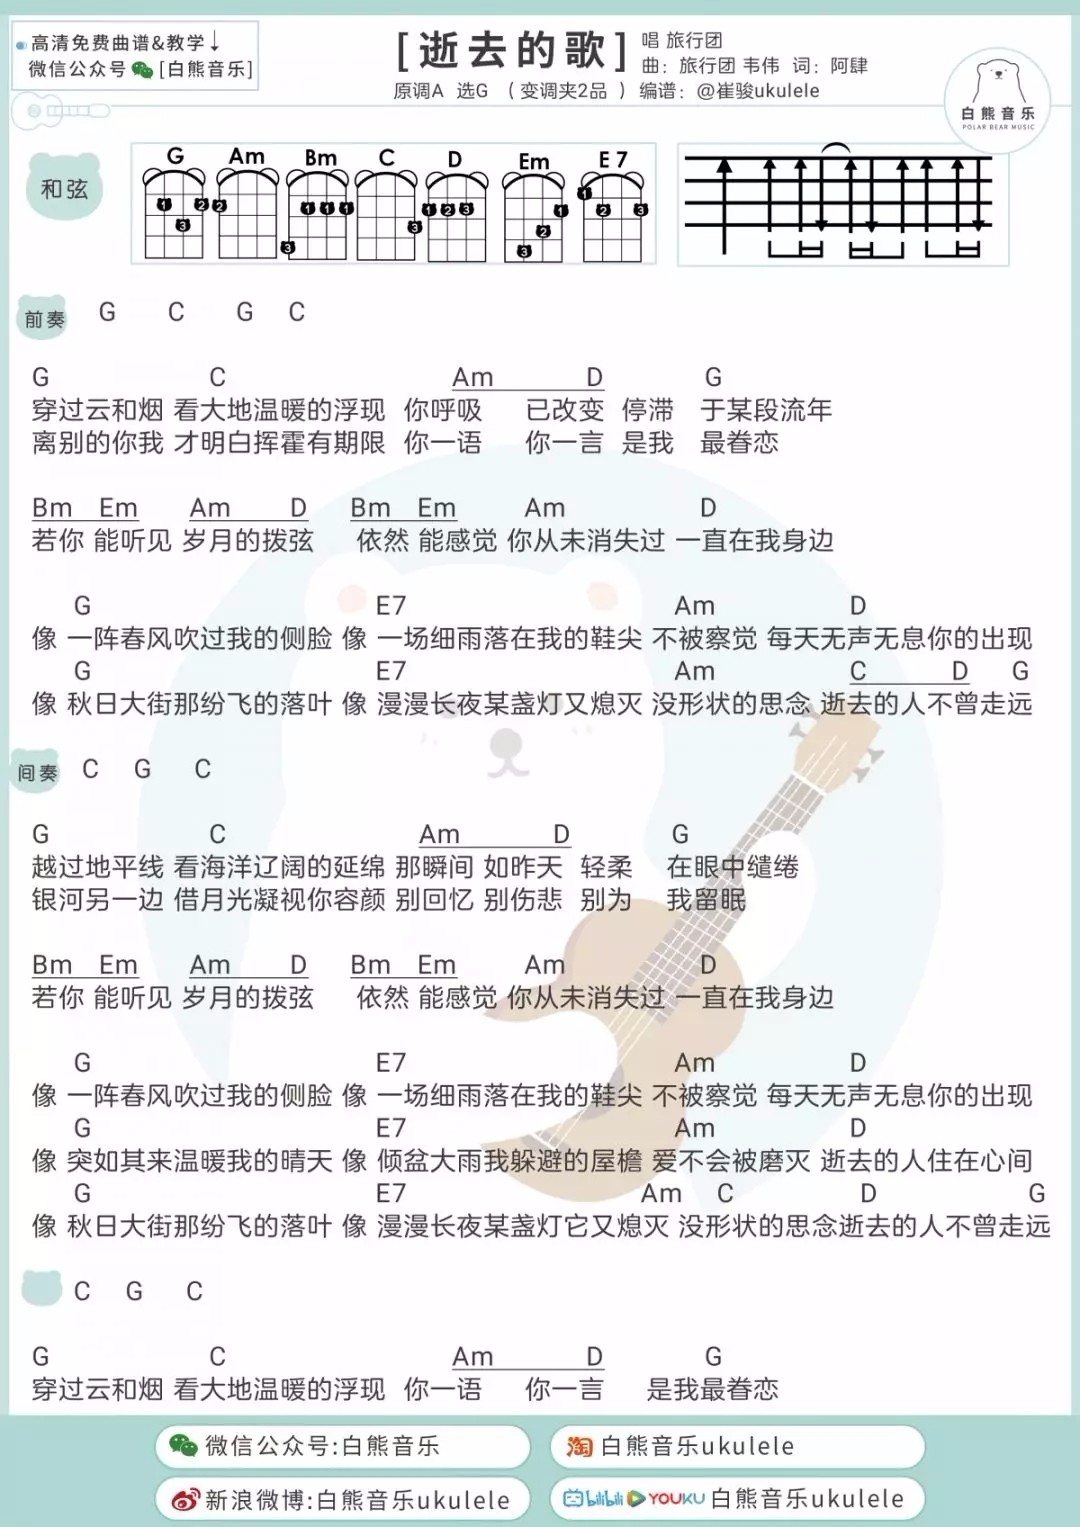 高清免费曲谱&教学↓
微信公众号 [白熊音乐]
[逝去的歌]
唱 旅行团
曲：旅行团 韦伟 词：阿肆
原调A 选G （变调夹2品） 编谱：@崔骏ukulele
白熊音乐
POLAR BEAR MUSIC
和弦
G Am Bm C D Em E 7
1 2 3 2 1 1 1 3 3 1 2 3 1 2 3 1 2 3
前奏 G C G C
G C Am D G
穿过云和烟 看大地温暖的浮现 你呼吸 已改变 停滞 于某段流年
离别的你我 才明白挥霍有期限 你一语 你一言 是我 最眷恋
Bm Em Am D Bm Em Am D
若你 能听见 岁月的拨弦 依然 能感觉 你从未消失过 一直在我身边
G E7 Am D
像 一阵春风吹过我的侧脸 像 一场细雨落在我的鞋尖 不被察觉 每天无声无息你的出现
G E7 Am C D G
像 秋日大街那纷飞的落叶 像 漫漫长夜某盏灯又熄灭 没形状的思念 逝去的人不曾走远
间奏 C G C
G C Am D G
越过地平线 看海洋辽阔的延绵 那瞬间 如昨天 轻柔 在眼中缱绻
银河另一边 借月光凝视你容颜 别回忆 别伤悲 别为 我留眠
Bm Em Am D Bm Em Am D
若你 能听见 岁月的拨弦 依然 能感觉 你从未消失过 一直在我身边
G E7 Am D
像 一阵春风吹过我的侧脸 像 一场细雨落在我的鞋尖 不被察觉 每天无声无息你的出现
G E7 Am D
像 突如其来温暖我的晴天 像 倾盆大雨我躲避的屋檐 爱不会被磨灭 逝去的人住在心间
G E7 Am C D G
像 秋日大街那纷飞的落叶 像 漫漫长夜某盏灯它又熄灭 没形状的思念逝去的人不曾走远
C G C
G C Am D G
穿过云和烟 看大地温暖的浮现 你一语 你一言 是我最眷恋
微信公众号:白熊音乐
淘 白熊音乐ukulele
新浪微博:白熊音乐ukulele
bilibili YOUKU 白熊音乐ukulele